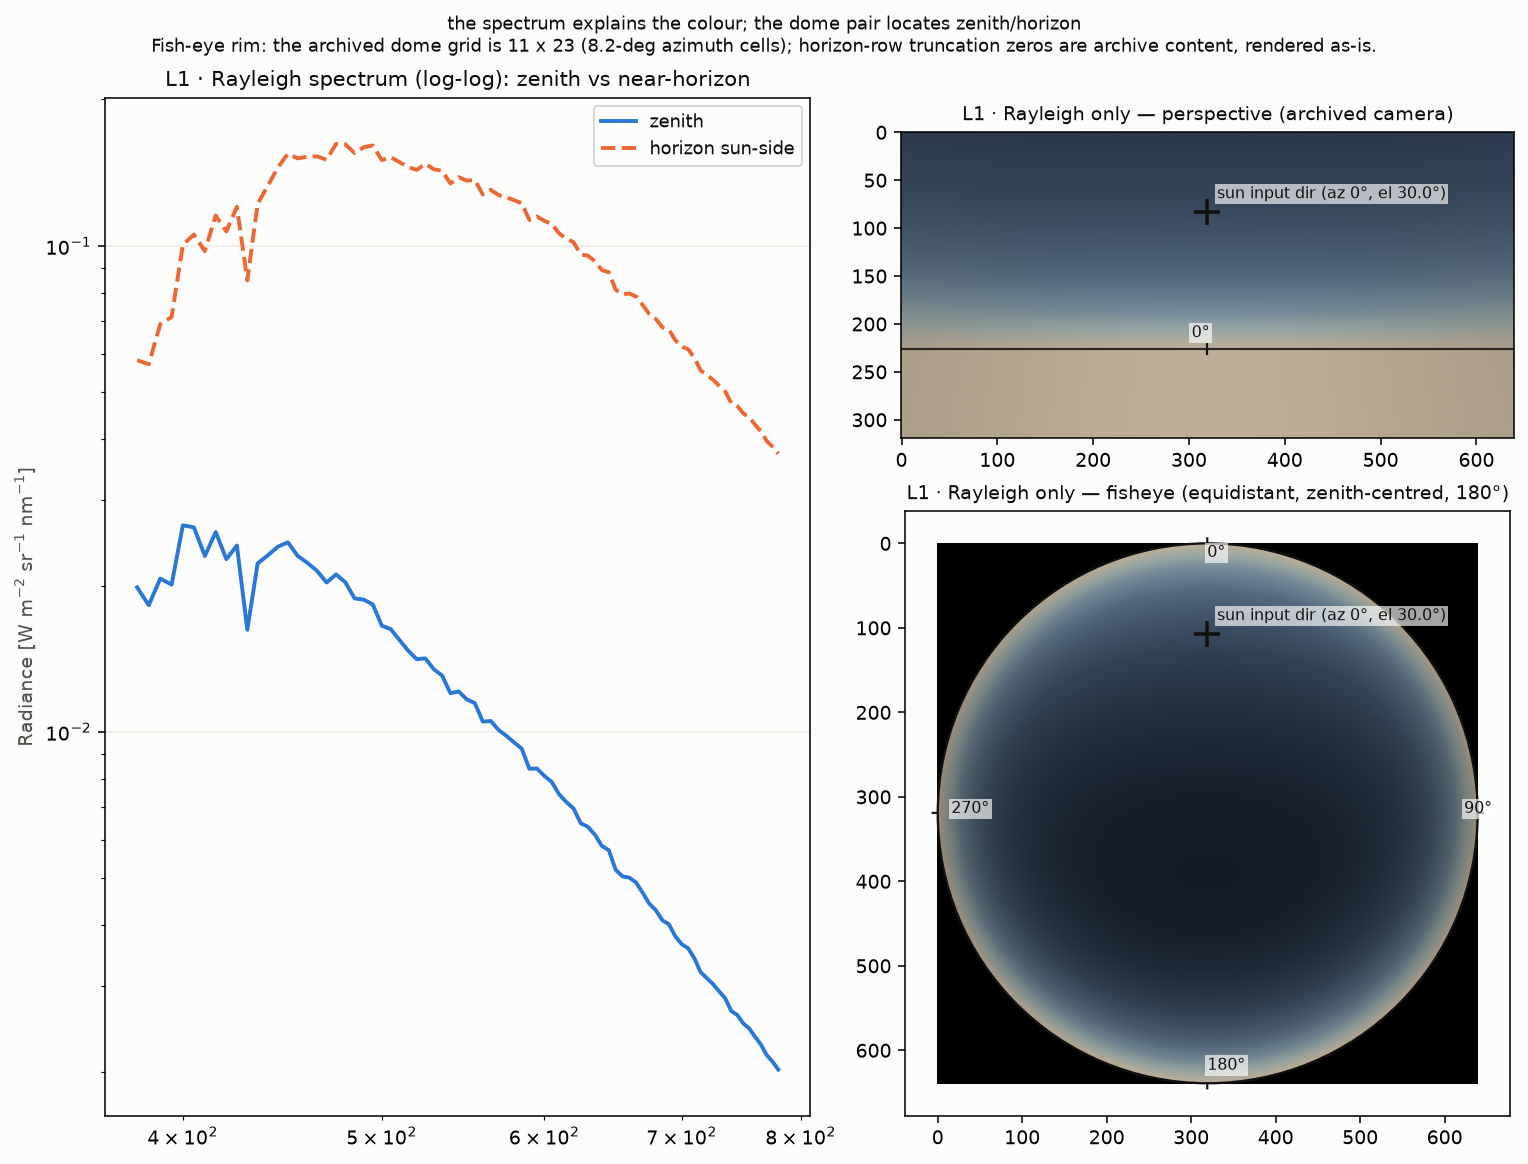 the spectrum explains the colour; the dome pair locates zenith/horizon
Fish-eye rim: the archived dome grid is 11 x 23 (8.2-deg azimuth cells); horizon-row truncation zeros are archive content, rendered as-is.
L1 · Rayleigh spectrum (log-log): zenith vs near-horizon
zenith
horizon sun-side
10⁻¹
10⁻²
Radiance [W m⁻² sr⁻¹ nm⁻¹]
4 × 10²
5 × 10²
6 × 10²
7 × 10²
8 × 10²
L1 · Rayleigh only — perspective (archived camera)
0
50
100
150
200
250
300
sun input dir (az 0°, el 30.0°)
0°
0
100
200
300
400
500
600
L1 · Rayleigh only — fisheye (equidistant, zenith-centred, 180°)
0
100
200
300
400
500
600
0°
sun input dir (az 0°, el 30.0°)
270°
90°
180°
0
100
200
300
400
500
600